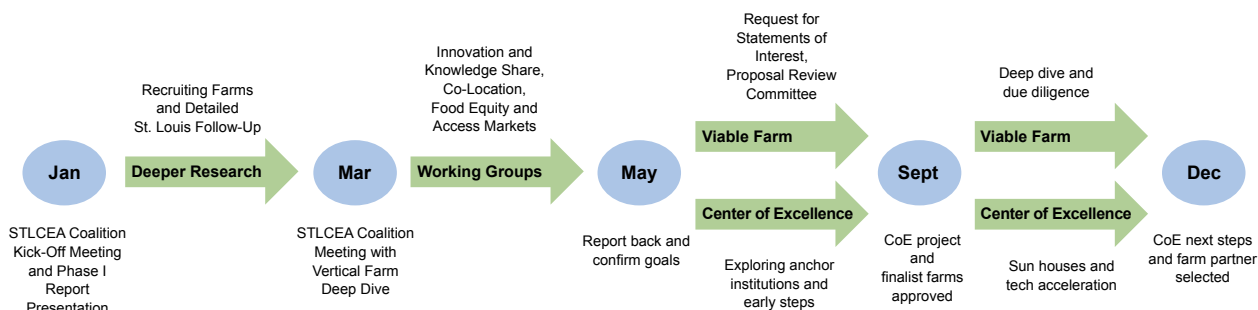 Jan
STLCEA Coalition
Kick-Off Meeting
and Phase I
Report
Presentation
Recruiting Farms
and Detailed
St. Louis Follow-Up
Deeper Research
Mar
STLCEA Coalition
Meeting with
Vertical Farm
Deep Dive
Innovation and
Knowledge Share,
Co-Location,
Food Equity and
Access Markets
Working Groups
May
Report back and
confirm goals
Request for
Statements of
Interest,
Proposal Review
Committee
Viable Farm
Center of Excellence
Exploring anchor
institutions and
early steps
Sept
CoE project
and
finalist farms
approved
Deep dive and
due diligence
Viable Farm
Center of Excellence
Sun houses and
tech acceleration
Dec
CoE next steps
and farm partner
selected